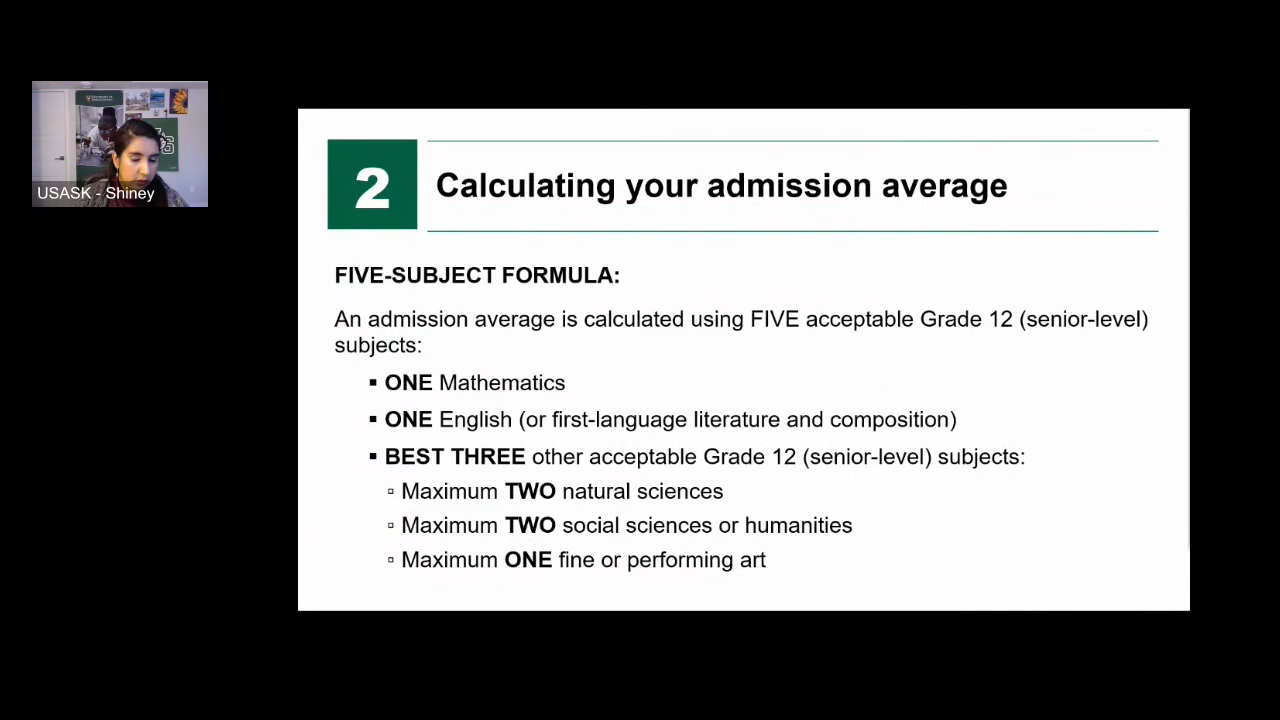 USASK - Shiney
2
Calculating your admission average
FIVE-SUBJECT FORMULA:
An admission average is calculated using FIVE acceptable Grade 12 (senior-level)
subjects:
▪ ONE Mathematics
▪ ONE English (or first-language literature and composition)
▪ BEST THREE other acceptable Grade 12 (senior-level) subjects:
▫ Maximum TWO natural sciences
▫ Maximum TWO social sciences or humanities
▫ Maximum ONE fine or performing art